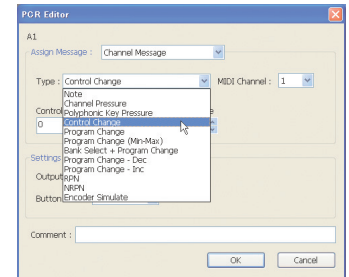 PCR Editor
A1
Assign Message : Channel Message
Type : Control Change MIDI Channel : 1
Note
Channel Pressure
Polyphonic Key Pressure
Control
Control Change
0
Program Change
Program Change (Min-Max)
Bank Select + Program Change
Settings
Program Change - Dec
Program Change - Inc
Output
RPN
NRPN
Button
Encoder Simulate
Comment :
OK Cancel